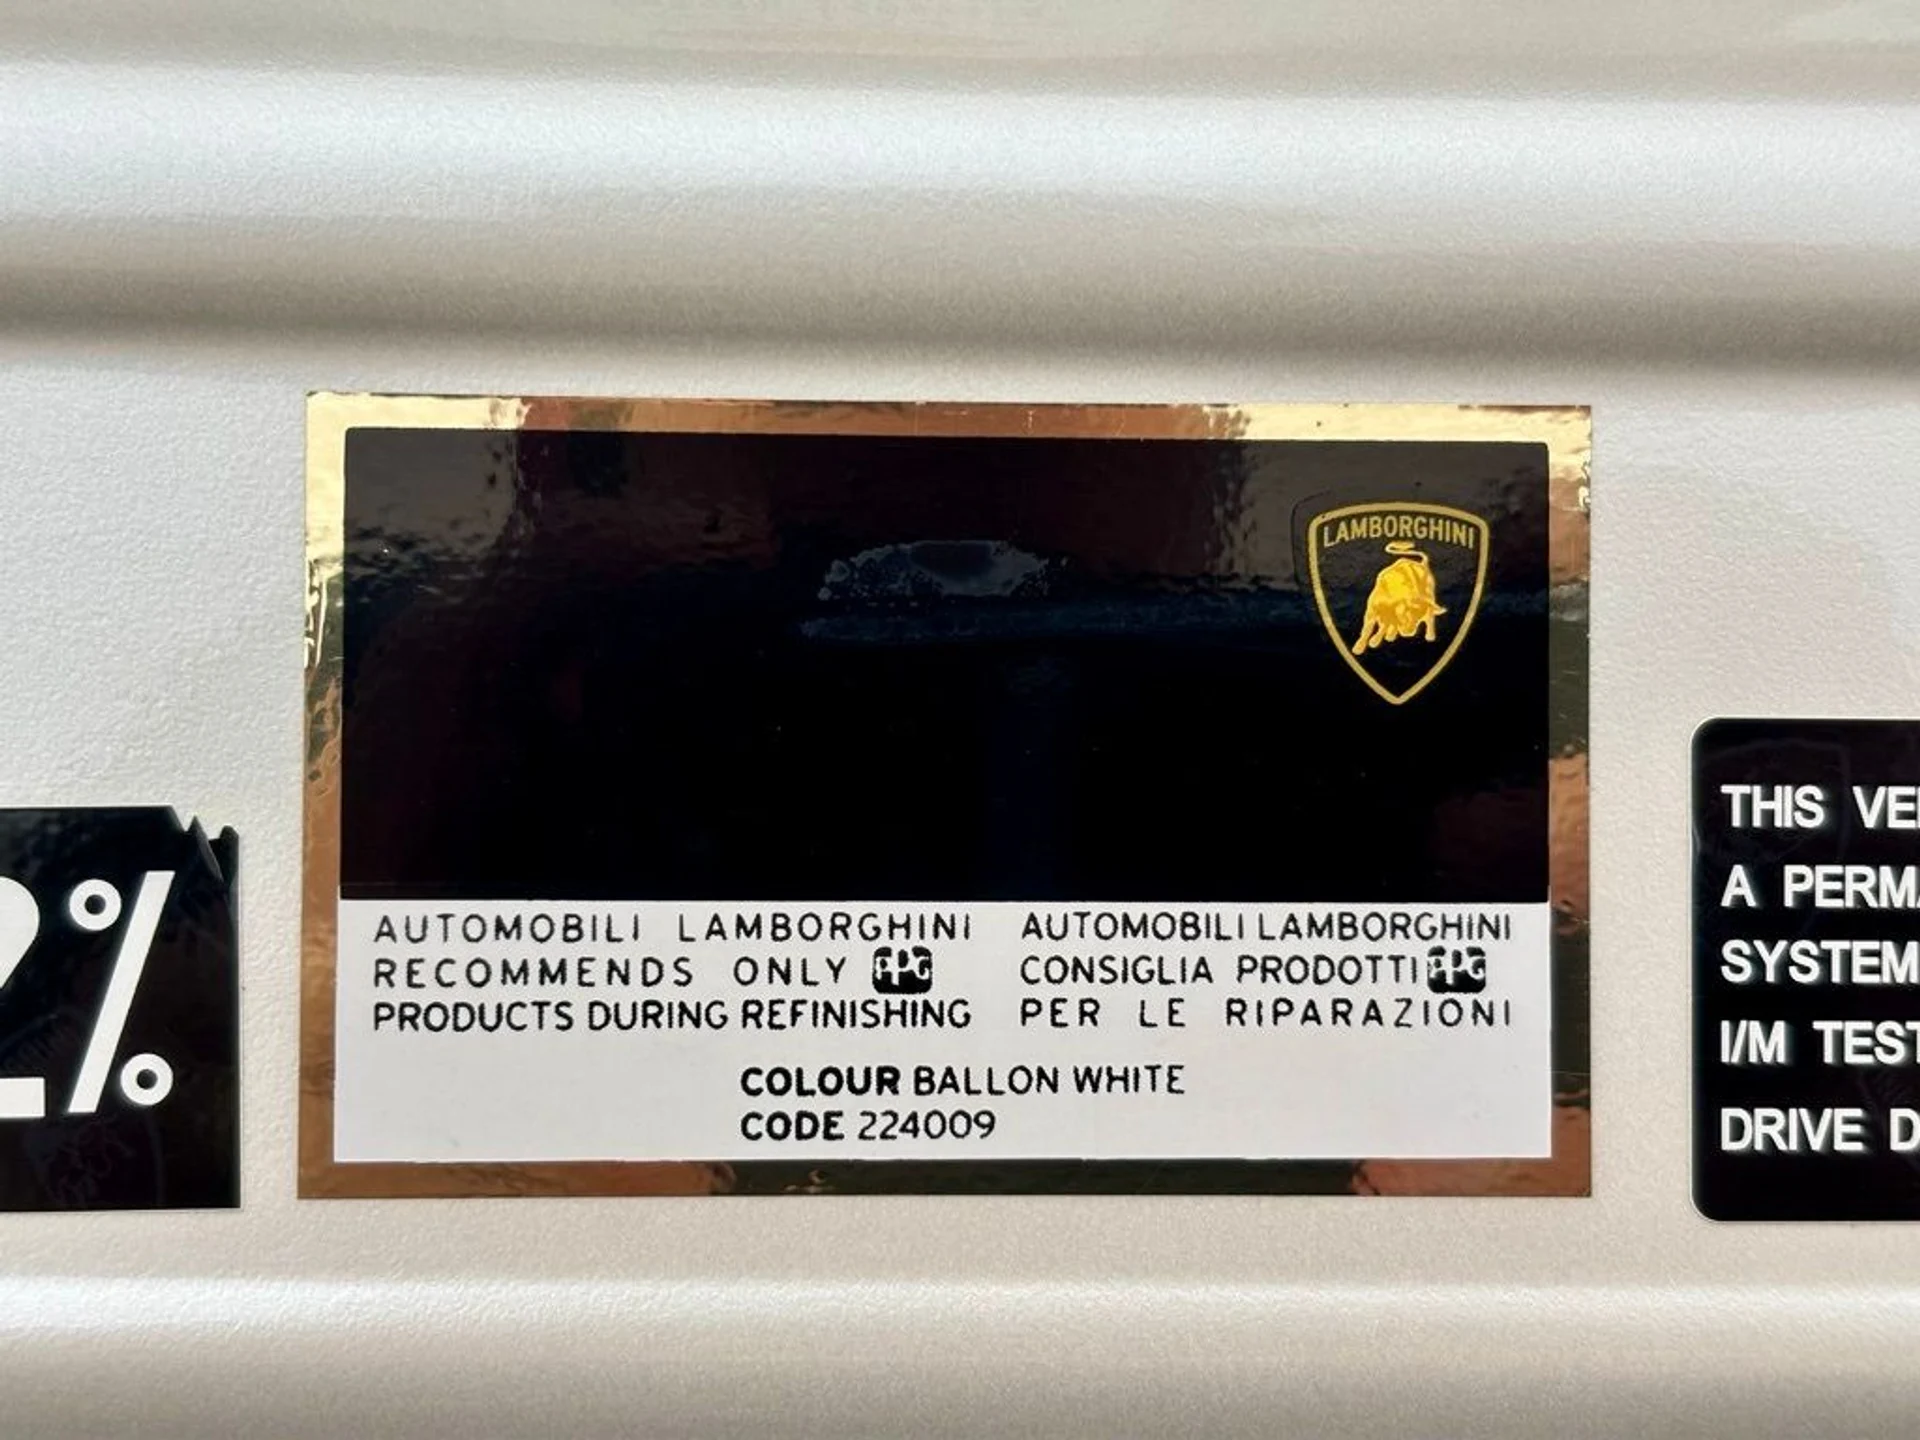 LAMBORGHINI
AUTOMOBILI LAMBORGHINI
RECOMMENDS ONLY PPG
PRODUCTS DURING REFINISHING
AUTOMOBILI LAMBORGHINI
CONSIGLIA PRODOTTI PPG
PER LE RIPARAZIONI
COLOUR BALLON WHITE
CODE 224009
2%
THIS
A PERMA
SYSTEM
I/M TEST
DRIVE D